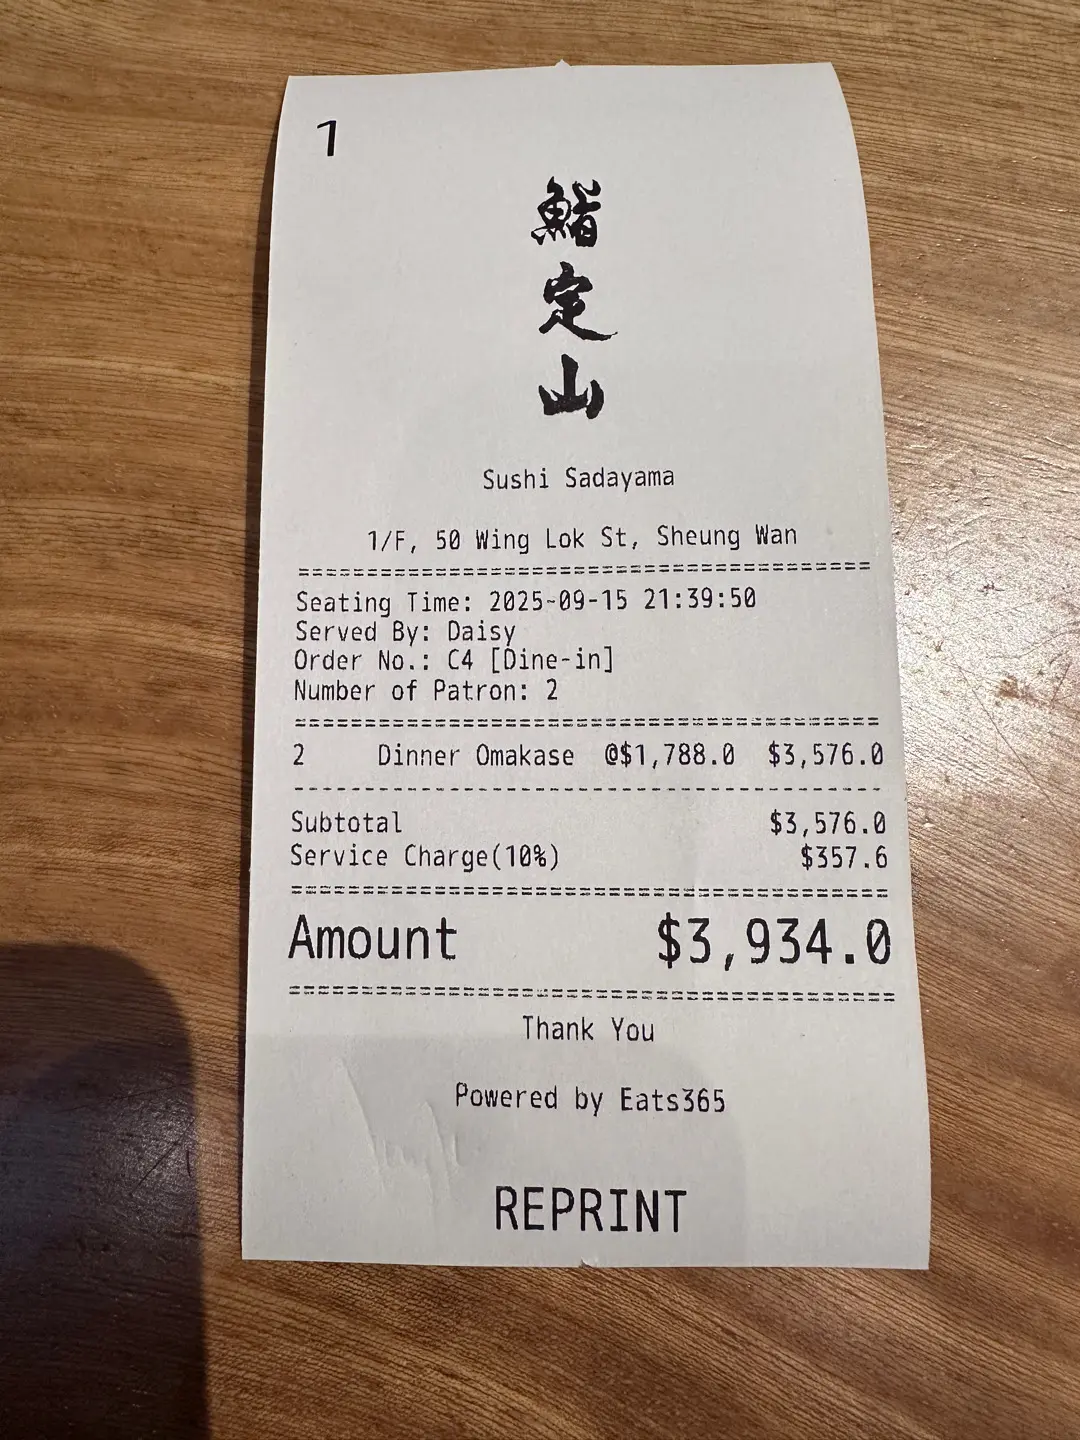 1
鮨
定
山
Sushi Sadayama
1/F, 50 Wing Lok St, Sheung Wan
=========================================
Seating Time: 2025-09-15 21:39:50
Served By: Daisy
Order No.: C4 [Dine-in]
Number of Patron: 2
=========================================
2 Dinner Omakase @$1,788.0 $3,576.0
-----------------------------------------
Subtotal $3,576.0
Service Charge(10%) $357.6
=========================================
Amount $3,934.0
=========================================
Thank You
Powered by Eats365
REPRINT